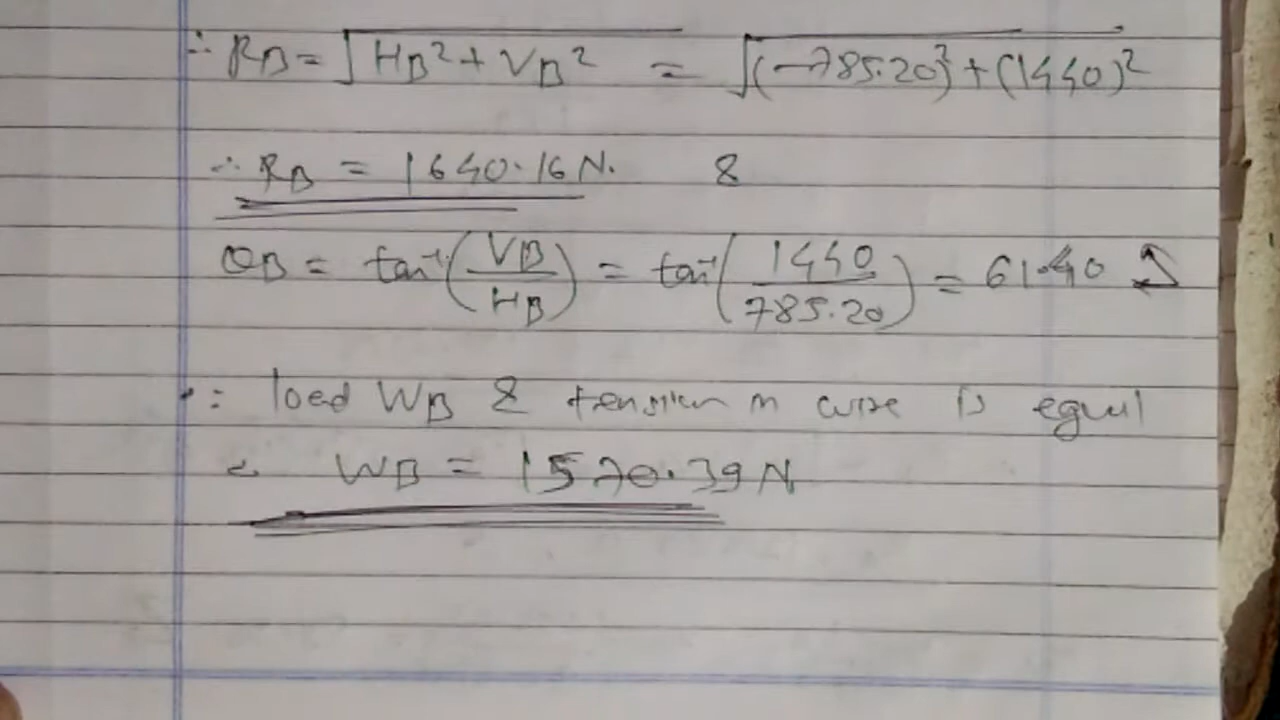 ∴ RB = √HB² + VB² = √(-785.20)² + (1440)²
∴ RB = 1640.16 N. &
θB = tan⁻¹(VB/HB) = tan⁻¹(1440/785.20) = 61.40
∵ load WB & tension in wire is equal
∴ WB = 1570.39 N